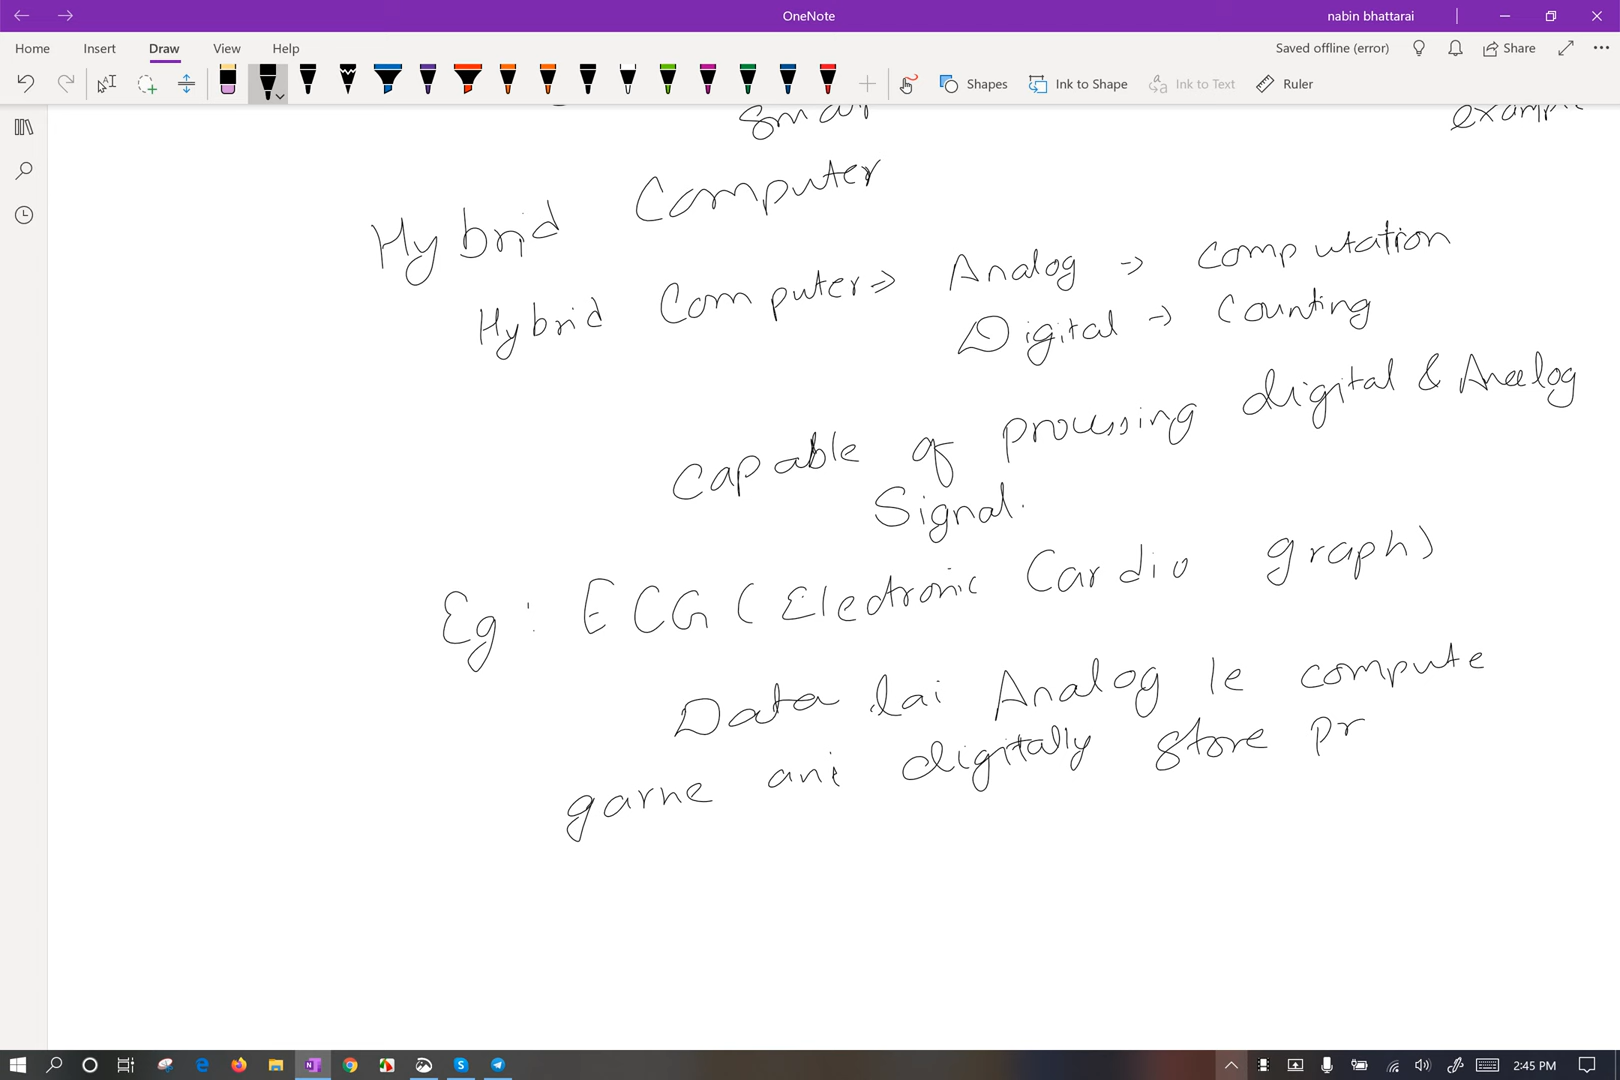 OneNote
nabin bhattarai
Home Insert Draw View Help
Saved offline (error)
Share
Shapes
Ink to Shape
Ink to Text
Ruler
small example
Hybrid Computer
Hybrid Computer => Analog -> computation
Digital -> Counting
capable of processing digital & Analog
Signal.
Eg: ECG (Electronic Cardio graph)
Data lai Analog le compute
garne ani digitally store pr
2:45 PM